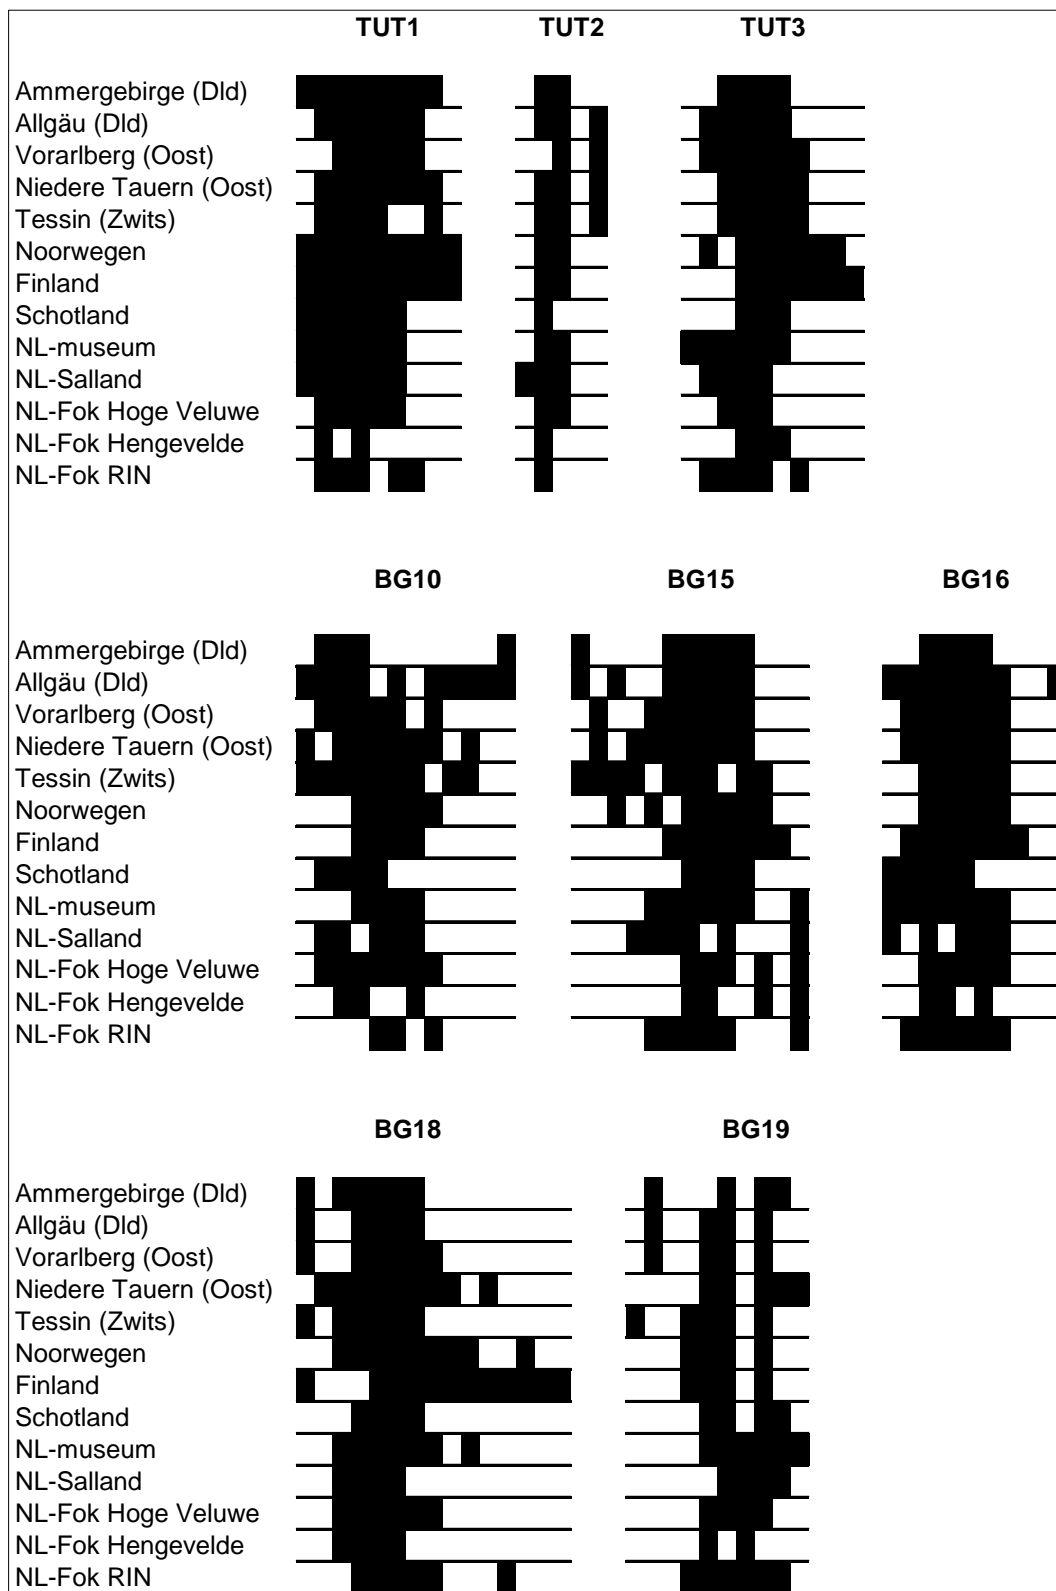 TUT1 TUT2 TUT3
Ammergebirge (Dld)
Allgäu (Dld)
Vorarlberg (Oost)
Niedere Tauern (Oost)
Tessin (Zwits)
Noorwegen
Finland
Schotland
NL-museum
NL-Salland
NL-Fok Hoge Veluwe
NL-Fok Hengevelde
NL-Fok RIN
BG10 BG15 BG16
Ammergebirge (Dld)
Allgäu (Dld)
Vorarlberg (Oost)
Niedere Tauern (Oost)
Tessin (Zwits)
Noorwegen
Finland
Schotland
NL-museum
NL-Salland
NL-Fok Hoge Veluwe
NL-Fok Hengevelde
NL-Fok RIN
BG18 BG19
Ammergebirge (Dld)
Allgäu (Dld)
Vorarlberg (Oost)
Niedere Tauern (Oost)
Tessin (Zwits)
Noorwegen
Finland
Schotland
NL-museum
NL-Salland
NL-Fok Hoge Veluwe
NL-Fok Hengevelde
NL-Fok RIN